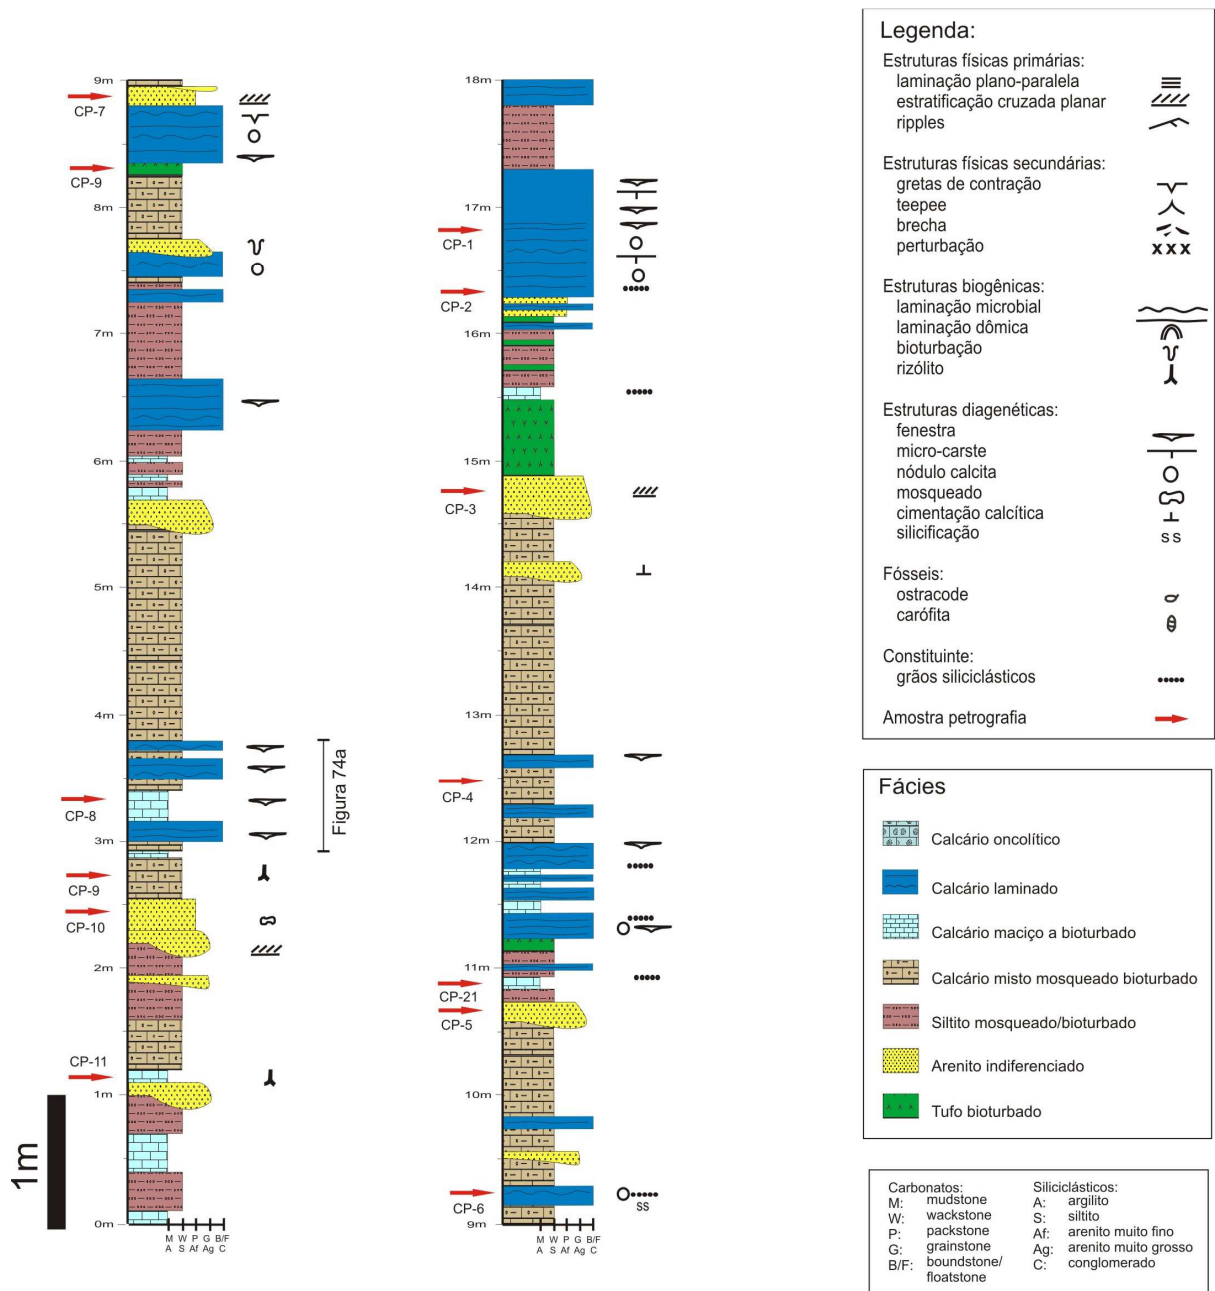 9m
CP-7
CP-9
8m
7m
6m
5m
4m
CP-8
3m
Figura 74a
CP-9
CP-10
2m
CP-11
1m
1m
0m
M W P G B/F
A S Af Ag C
18m
17m
CP-1
CP-2
16m
15m
CP-3
14m
13m
CP-4
12m
11m
CP-21
CP-5
10m
CP-6
ss
9m
M W P G B/F
A S Af Ag C
Legenda:
Estruturas físicas primárias:
laminação plano-paralela
estratificação cruzada planar
ripples
Estruturas físicas secundárias:
gretas de contração
teepee
brecha
perturbação x x x
Estruturas biogênicas:
laminação microbial
laminação dômica
bioturbação
rizólito
Estruturas diagenéticas:
fenestra
micro-carste
nódulo calcita
mosqueado
cimentação calcítica
silicificação s s
Fósseis:
ostracode
carófita
Constituinte:
grãos siliciclásticos
Amostra petrografia
Fácies
Calcário oncolítico
Calcário laminado
Calcário maciço a bioturbado
Calcário misto mosqueado bioturbado
Siltito mosqueado/bioturbado
Arenito indiferenciado
Tufo bioturbado
Carbonatos:
M: mudstone
W: wackstone
P: packstone
G: grainstone
B/F: boundstone/
floatstone
Siliciclásticos:
A: argilito
S: siltito
Af: arenito muito fino
Ag: arenito muito grosso
C: conglomerado